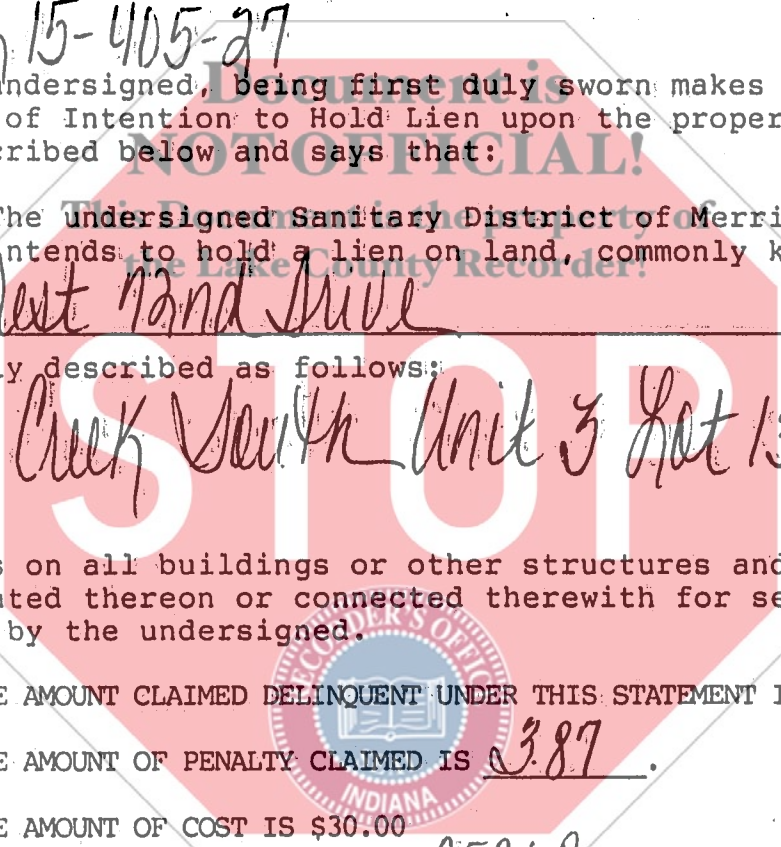 15-405-27
ndersigned, being first duly sworn makes
Document is
of Intention to Hold Lien upon the proper
NOT OFFICIAL!
cribed below and says that:
This Document is the property of
he undersigned Sanitary District of Merri
ntends to hold a lien on land, commonly k
the Lake County Recorder!
est 72nd Drive
y described as follows:
STOP
Creek South Unit 3 Lot 13
s on all buildings or other structures and
ted thereon or connected therewith for se
by the undersigned.
RECORDER'S OFFIC
E AMOUNT CLAIMED DELINQUENT UNDER THIS STATEMENT I
E AMOUNT OF PENALTY CLAIMED IS 3.87.
INDIANA
E AMOUNT OF COST IS $30.00